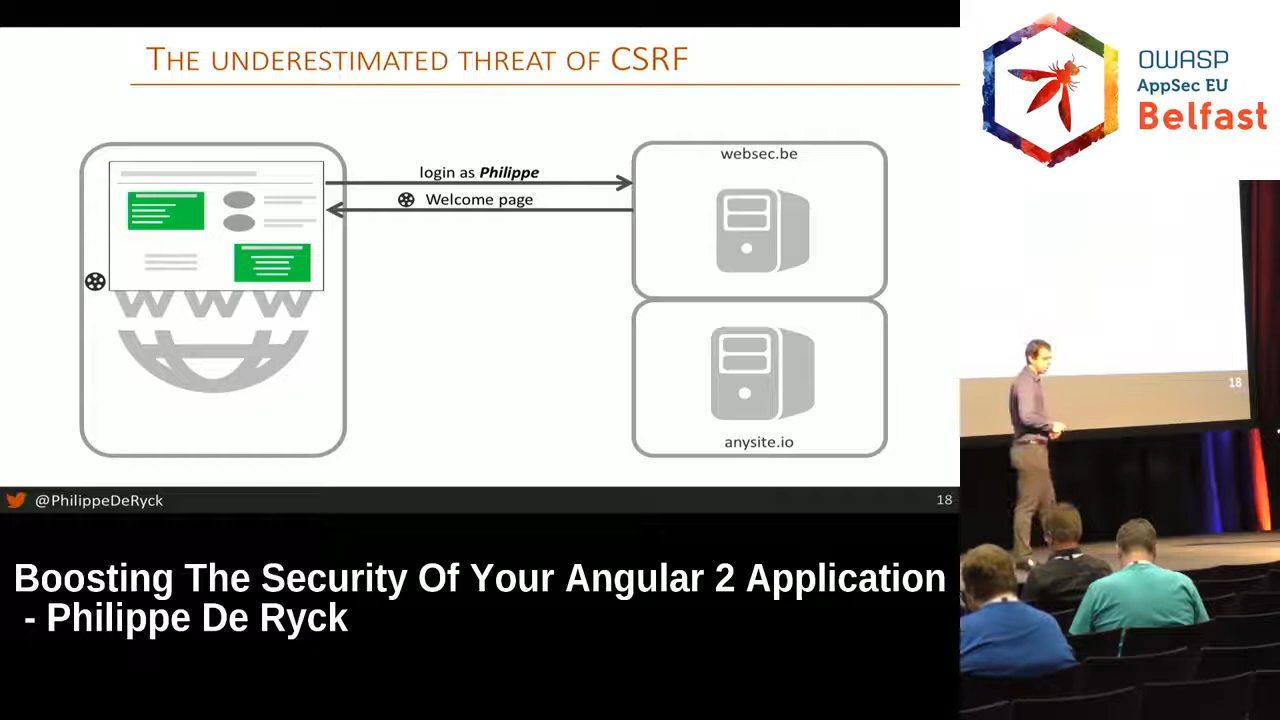 THE UNDERESTIMATED THREAT OF CSRF
login as Philippe
Welcome page
websec.be
WWW
anysite.io
@PhilippeDeRyck
18
Boosting The Security Of Your Angular 2 Application
- Philippe De Ryck
OWASP
AppSec EU
Belfast
18